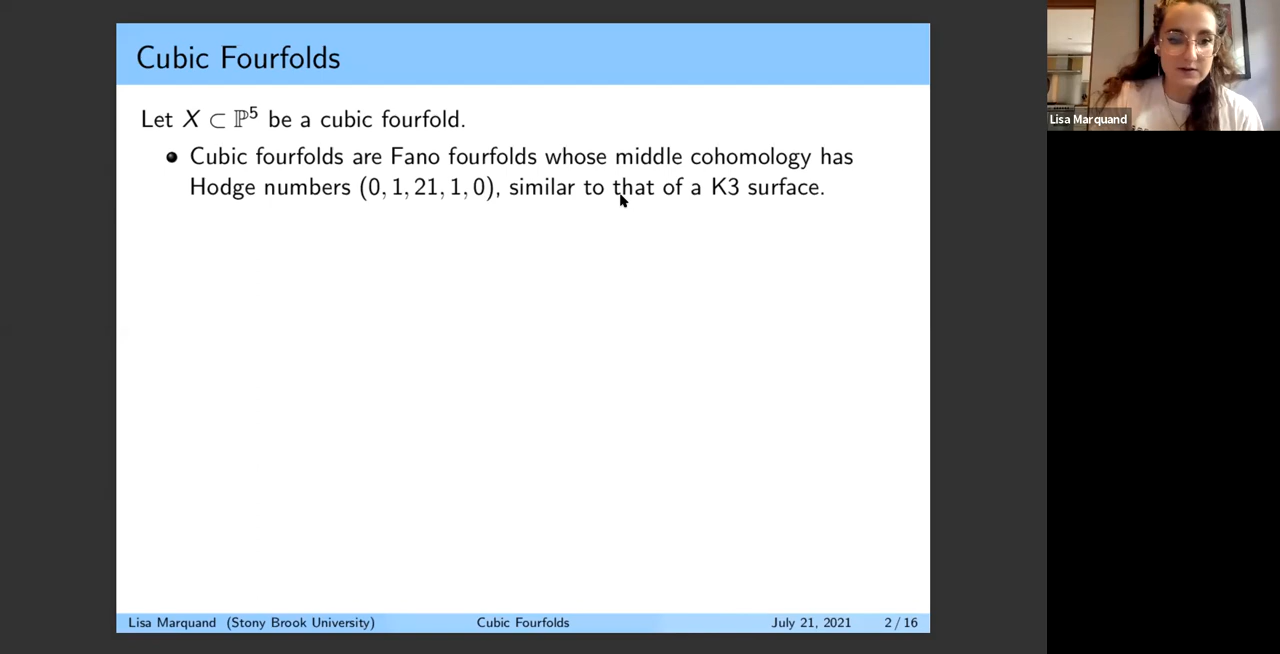 Cubic Fourfolds
Let X ⊂ ℙ⁵ be a cubic fourfold.
Cubic fourfolds are Fano fourfolds whose middle cohomology has
Hodge numbers (0, 1, 21, 1, 0), similar to that of a K3 surface.
Lisa Marquand (Stony Brook University) Cubic Fourfolds July 21, 2021 2 / 16
Lisa Marquand